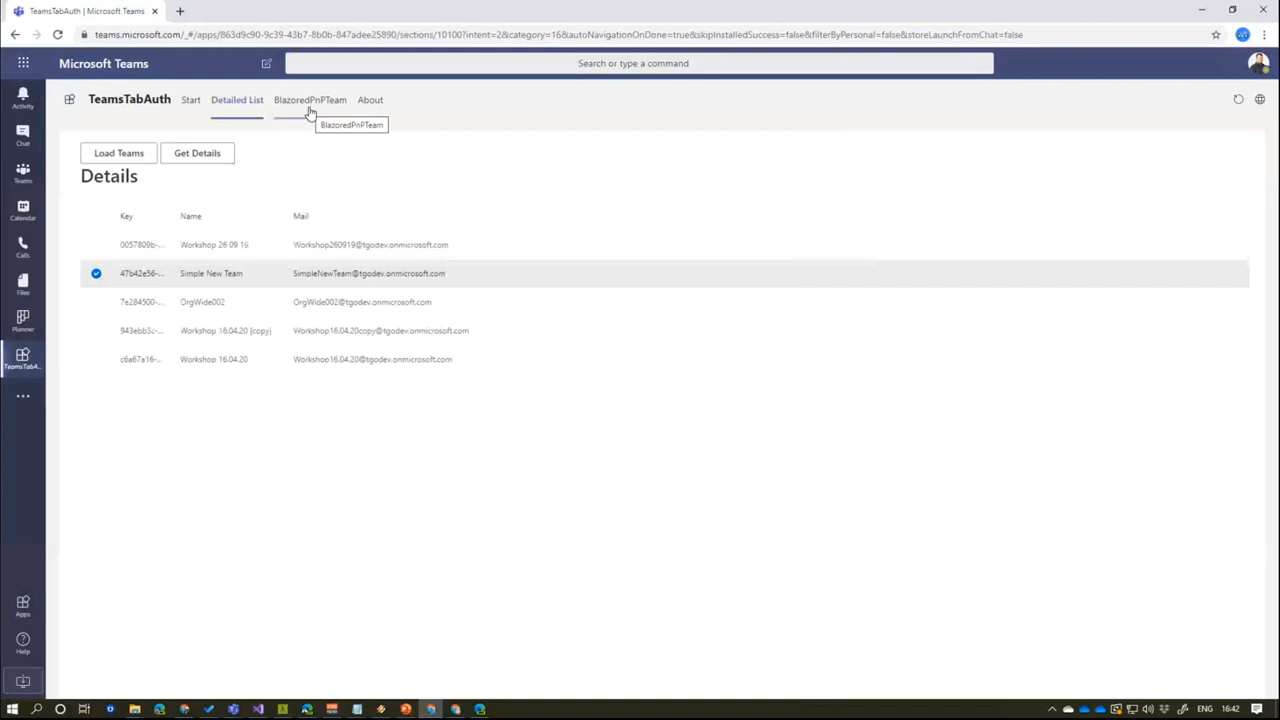 TeamsTabAuth | Microsoft Teams
teams.microsoft.com/_#/apps/863d9c90-9c39-43b7-8b0b-847adee25890/sections/10100?intent=2&category=16&autoNavigationOnDone=true&skipInstalledSuccess=false&filterByPersonal=false&storeLaunchFromChat=false
Microsoft Teams
Search or type a command
Activity
Chat
Teams
Calendar
Calls
Files
Planner
TeamsTabA...
Apps
Help
TeamsTabAuth Start Detailed List BlazoredPnPTeam About
BlazoredPnPTeam
Load Teams Get Details
Details
Key Name Mail
0057809b-... Workshop 26 09 19 Workshop260919@tgodev.onmicrosoft.com
47b42e56-... Simple New Team SimpleNewTeam@tgodev.onmicrosoft.com
7e284500-... OrgWide002 OrgWide002@tgodev.onmicrosoft.com
943ebb3c-... Workshop 16.04.20 [copy] Workshop16.04.20copy@tgodev.onmicrosoft.com
c6a67a16-... Workshop 16.04.20 Workshop16.04.20@tgodev.onmicrosoft.com
ENG 16:42